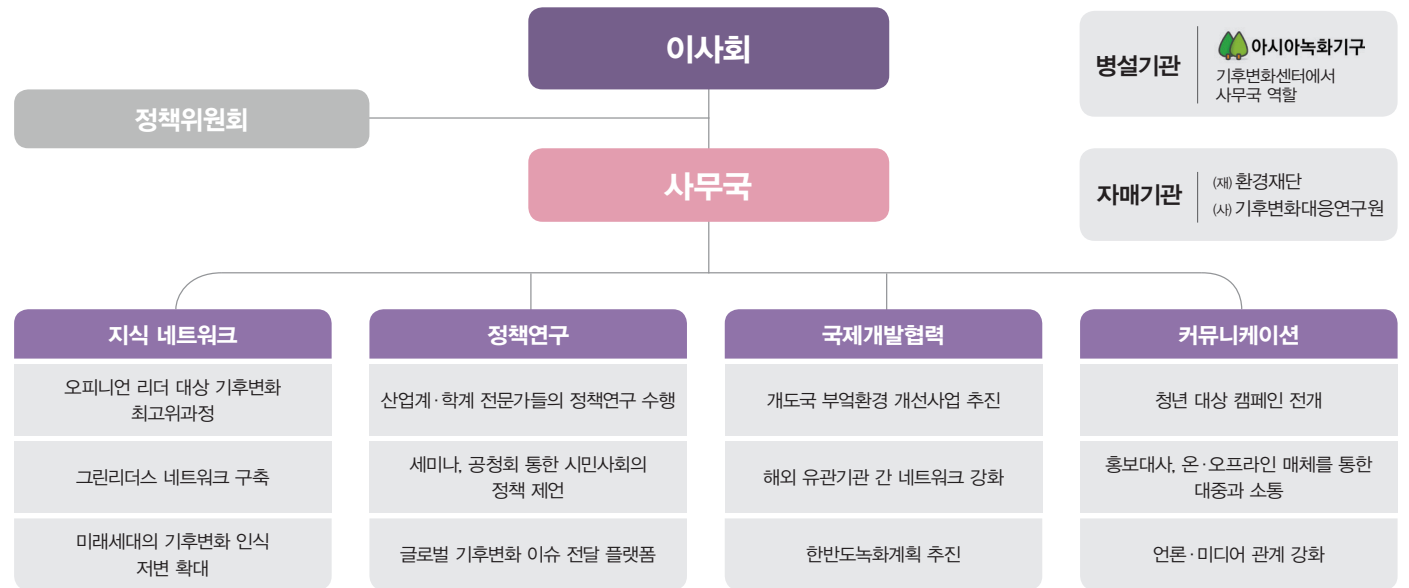 이사회
정책위원회
사무국
병설기관
아시아녹화기구
기후변화센터에서
사무국 역할
자매기관
(재) 환경재단
(사) 기후변화대응연구원
지식 네트워크
오피니언 리더 대상 기후변화
최고위과정
그린리더스 네트워크 구축
미래세대의 기후변화 인식
저변 확대
정책연구
산업계·학계 전문가들의 정책연구 수행
세미나, 공청회 통한 시민사회의
정책 제언
글로벌 기후변화 이슈 전달 플랫폼
국제개발협력
개도국 부엌환경 개선사업 추진
해외 유관기관 간 네트워크 강화
한반도녹화계획 추진
커뮤니케이션
청년 대상 캠페인 전개
홍보대사, 온·오프라인 매체를 통한
대중과 소통
언론·미디어 관계 강화